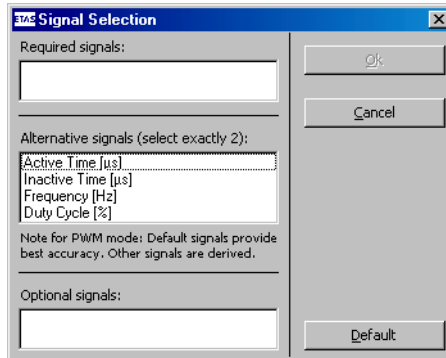 ETAS Signal Selection
Required signals:
Ok
Cancel
Alternative signals (select exactly 2):
Active Time [µs]
Inactive Time [µs]
Frequency [Hz]
Duty Cycle [%]
Note for PWM mode: Default signals provide
best accuracy. Other signals are derived.
Optional signals:
Default